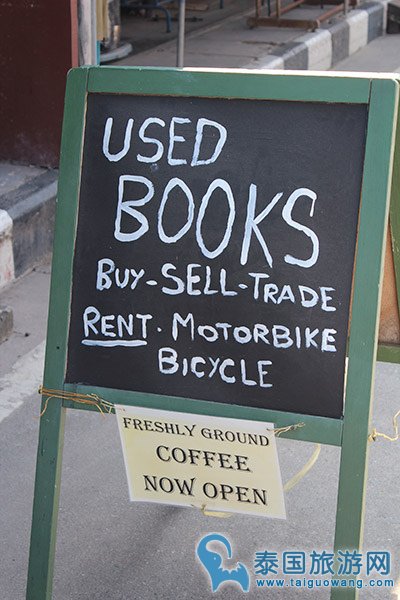 USED
BOOKS
BUY-SELL-TRADE
RENT. MOTORBIKE
BICYCLE
FRESHLY GROUND
COFFEE
NOW OPEN
泰国旅游网
www.taiguowang.com